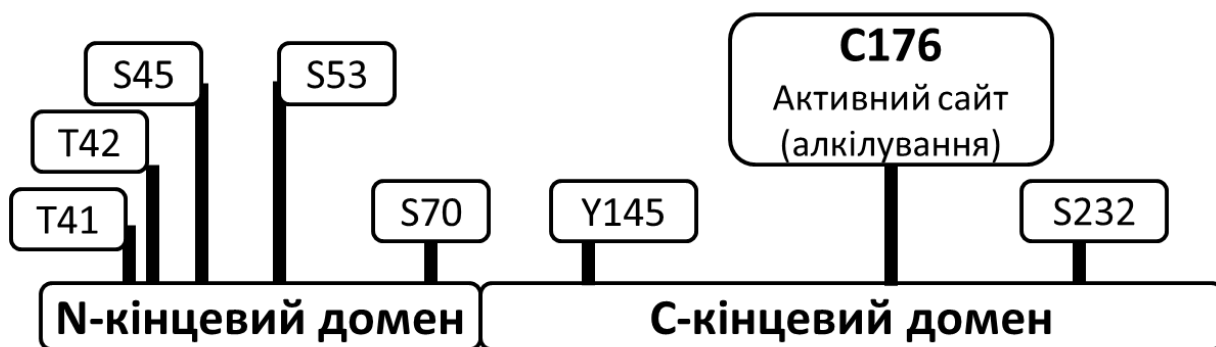 C176
Активний сайт
(алкілування)
S45
S53
T42
T41
S70
Y145
S232
N-кінцевий домен
С-кінцевий домен